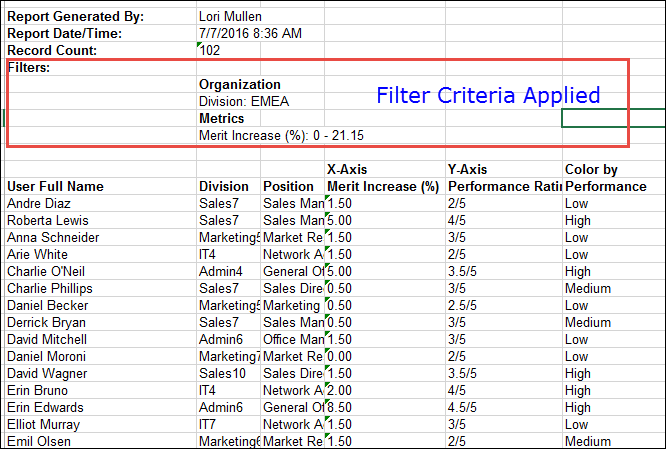 Report Generated By: Lori Mullen
Report Date/Time: 7/7/2016 8:36 AM
Record Count: 102
Filters:
Organization
Division: EMEA
Filter Criteria Applied
Metrics
Merit Increase (%): 0 - 21.15
X-Axis Y-Axis Color by
User Full Name Division Position Merit Increase (%) Performance Ratin Performance
Andre Diaz Sales7 Sales Man 1.50 2/5 Low
Roberta Lewis Sales7 Sales Man 5.00 4/5 High
Anna Schneider Marketing5 Market Re 1.50 3/5 Low
Arie White IT4 Network A 1.50 2/5 Low
Charlie O'Neil Admin4 General Of 5.00 3.5/5 High
Charlie Phillips Sales7 Sales Dire 0.50 3/5 Medium
Daniel Becker Marketing5 Marketing 0.50 2.5/5 Low
Derrick Bryan Sales7 Sales Man 0.50 3/5 Medium
David Mitchell Admin6 Office Man 1.50 3/5 Low
Daniel Moroni Marketing7 Market Re 0.00 2/5 Low
David Wagner Sales10 Sales Dire 1.50 3.5/5 High
Erin Bruno IT4 Network A 2.00 4/5 High
Erin Edwards Admin6 General Of 8.50 4.5/5 High
Elliot Murray IT7 Network A 1.50 3/5 Low
Emil Olsen Marketing6 Market Re 1.50 2/5 Medium